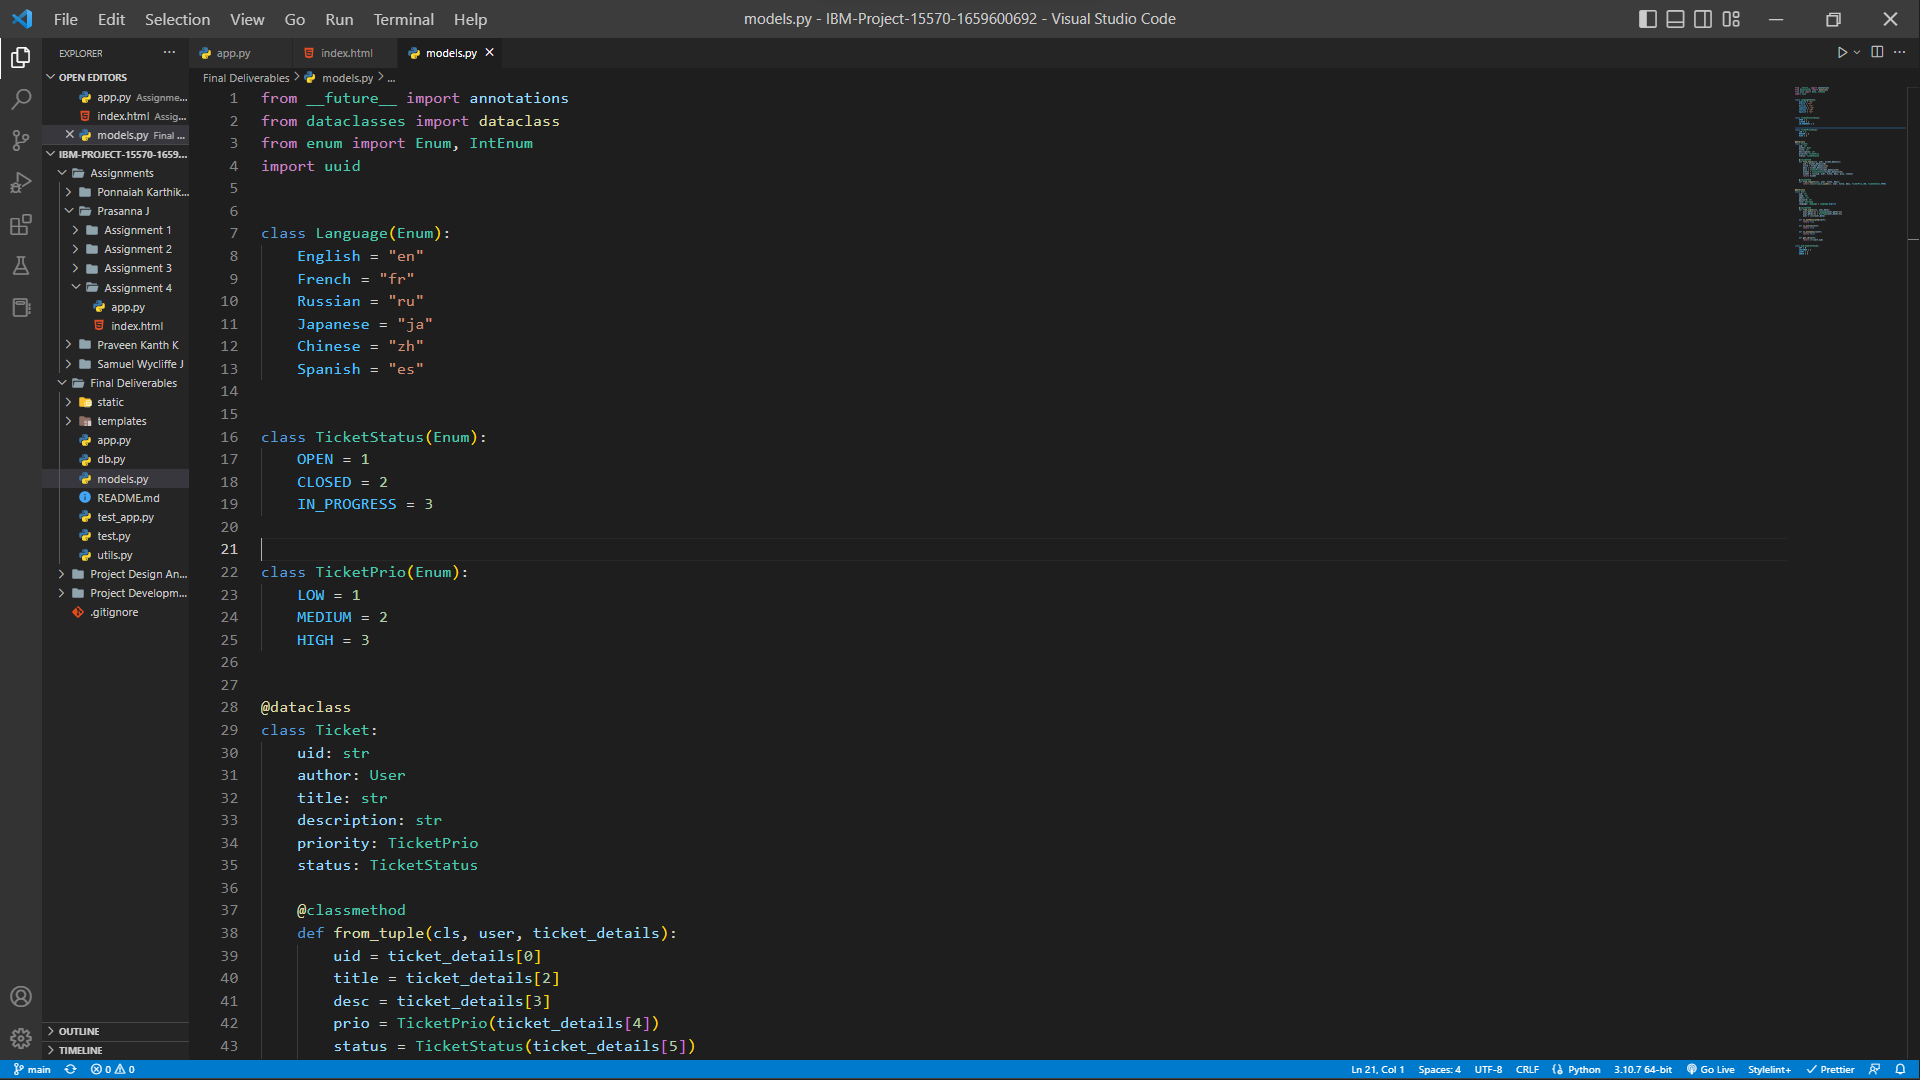 File Edit Selection View Go Run Terminal Help
models.py - IBM-Project-15570-1659600692 - Visual Studio Code
EXPLORER
OPEN EDITORS
app.py Assignme...
index.html Assig...
models.py Final ...
IBM-PROJECT-15570-1659...
Assignments
Ponnaiah Karthik...
Prasanna J
Assignment 1
Assignment 2
Assignment 3
Assignment 4
app.py
index.html
Praveen Kanth K
Samuel Wycliffe J
Final Deliverables
static
templates
app.py
db.py
models.py
README.md
test_app.py
test.py
utils.py
Project Design An...
Project Developm...
.gitignore
OUTLINE
TIMELINE
app.py index.html models.py
Final Deliverables > models.py > ...
1 from __future__ import annotations
2 from dataclasses import dataclass
3 from enum import Enum, IntEnum
4 import uuid
5
6
7 class Language(Enum):
8     English = "en"
9     French = "fr"
10     Russian = "ru"
11     Japanese = "ja"
12     Chinese = "zh"
13     Spanish = "es"
14
15
16 class TicketStatus(Enum):
17     OPEN = 1
18     CLOSED = 2
19     IN_PROGRESS = 3
20
21
22 class TicketPrio(Enum):
23     LOW = 1
24     MEDIUM = 2
25     HIGH = 3
26
27
28 @dataclass
29 class Ticket:
30     uid: str
31     author: User
32     title: str
33     description: str
34     priority: TicketPrio
35     status: TicketStatus
36
37     @classmethod
38     def from_tuple(cls, user, ticket_details):
39         uid = ticket_details[0]
40         title = ticket_details[2]
41         desc = ticket_details[3]
42         prio = TicketPrio(ticket_details[4])
43         status = TicketStatus(ticket_details[5])
main 0 0 Ln 21, Col 1 Spaces: 4 UTF-8 CRLF Python 3.10.7 64-bit Go Live Stylelint+ Prettier